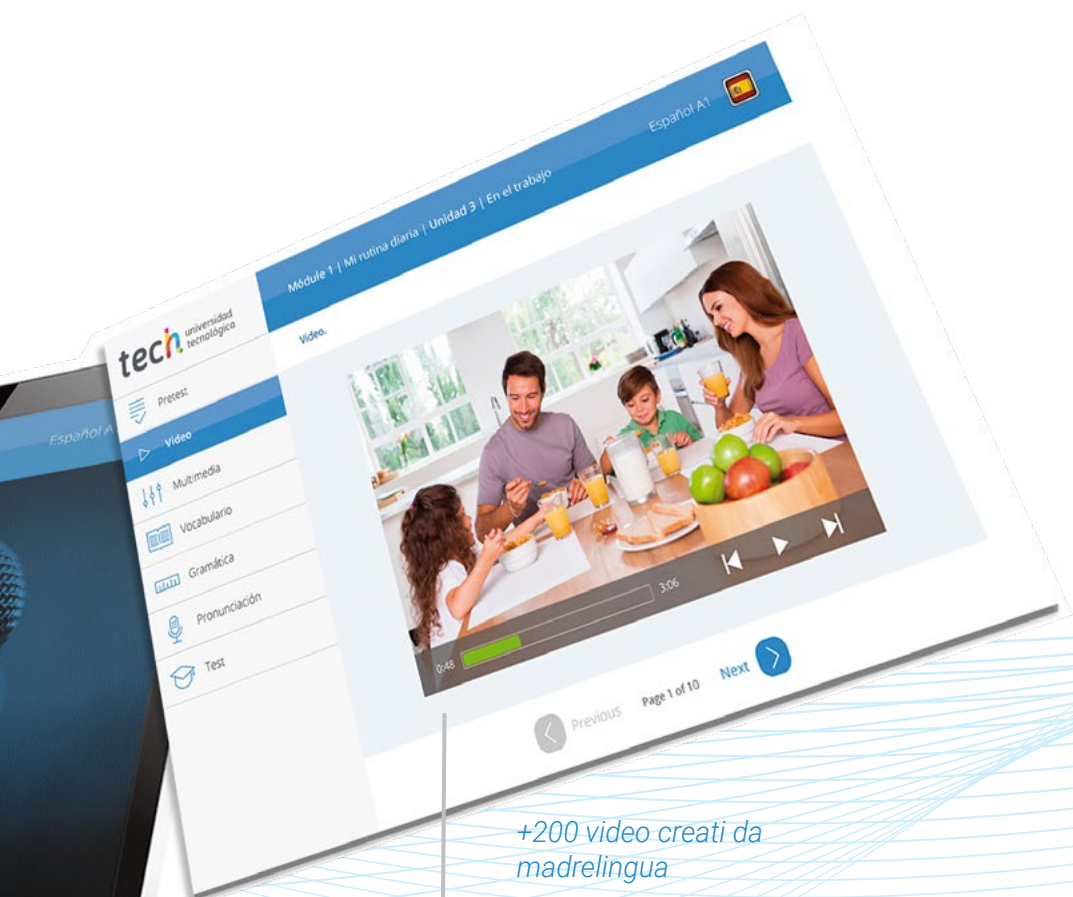 Español A1
Módule 1 | Mi rutina diaria | Unidad 3 | En el trabajo
tech universidad
tecnológica
Video.
Pretest
Video
Multimedia
Vocabulario
Gramática
Pronunciación
Test
0:48
3:06
Previous
Page 1 of 10
Next
Español A
+200 video creati da
madrelingua